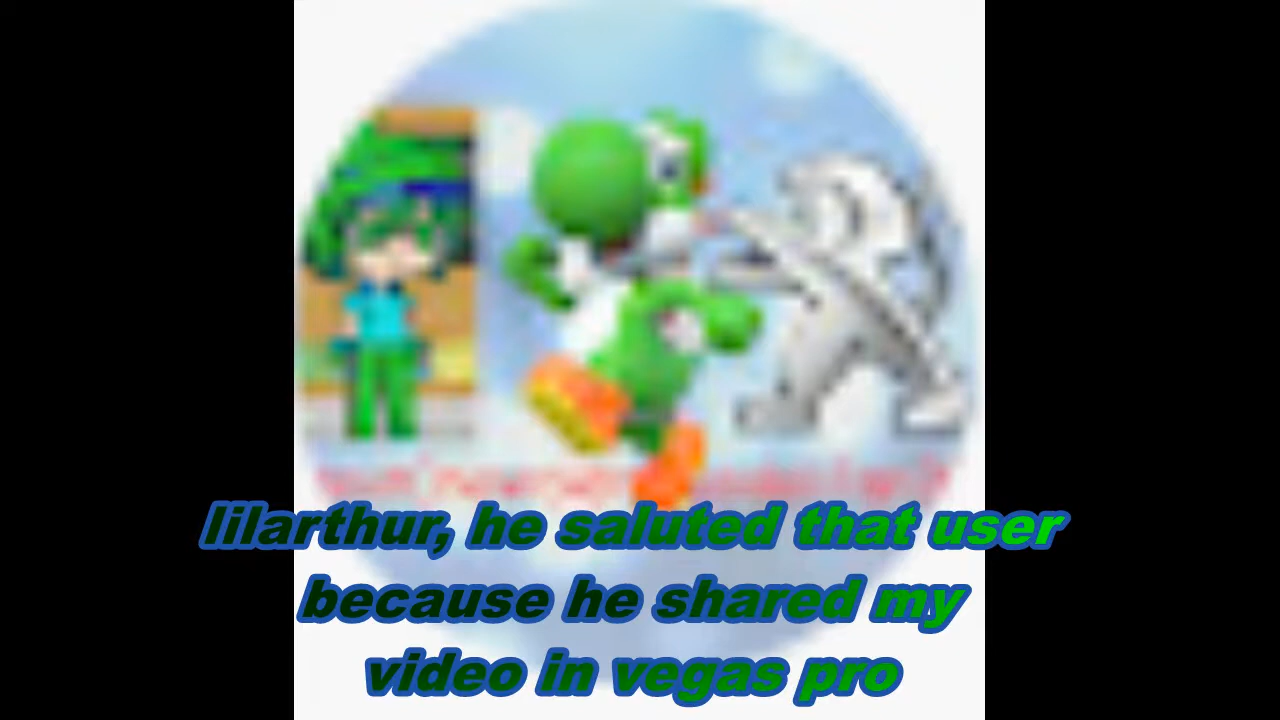 lilarthur, he saluted that user
because he shared my
video in vegas pro